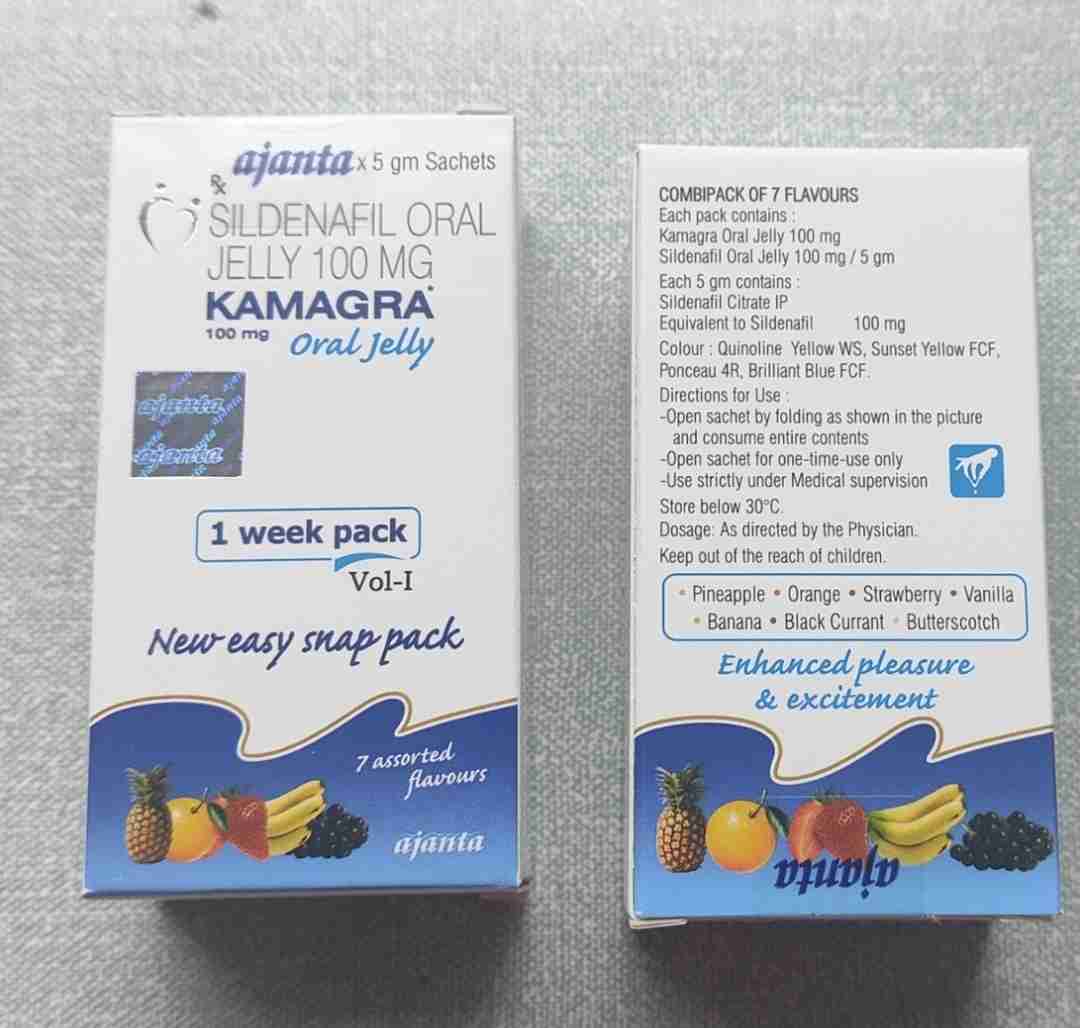 ajanta x 5 gm Sachets
Rx
SILDENAFIL ORAL
JELLY 100 MG
KAMAGRA
100 mg Oral Jelly
ajanta
ajanta
1 week pack
Vol-I
New easy snap pack
7 assorted
flavours
ajanta
COMBIPACK OF 7 FLAVOURS
Each pack contains :
Kamagra Oral Jelly 100 mg
Sildenafil Oral Jelly 100 mg / 5 gm
Each 5 gm contains :
Sildenafil Citrate IP
Equivalent to Sildenafil 100 mg
Colour : Quinoline Yellow WS, Sunset Yellow FCF,
Ponceau 4R, Brilliant Blue FCF.
Directions for Use :
-Open sachet by folding as shown in the picture
and consume entire contents
-Open sachet for one-time-use only
-Use strictly under Medical supervision
Store below 30°C.
Dosage: As directed by the Physician.
Keep out of the reach of children.
• Pineapple • Orange • Strawberry • Vanilla
• Banana • Black Currant • Butterscotch
Enhanced pleasure
& excitement
ajanta